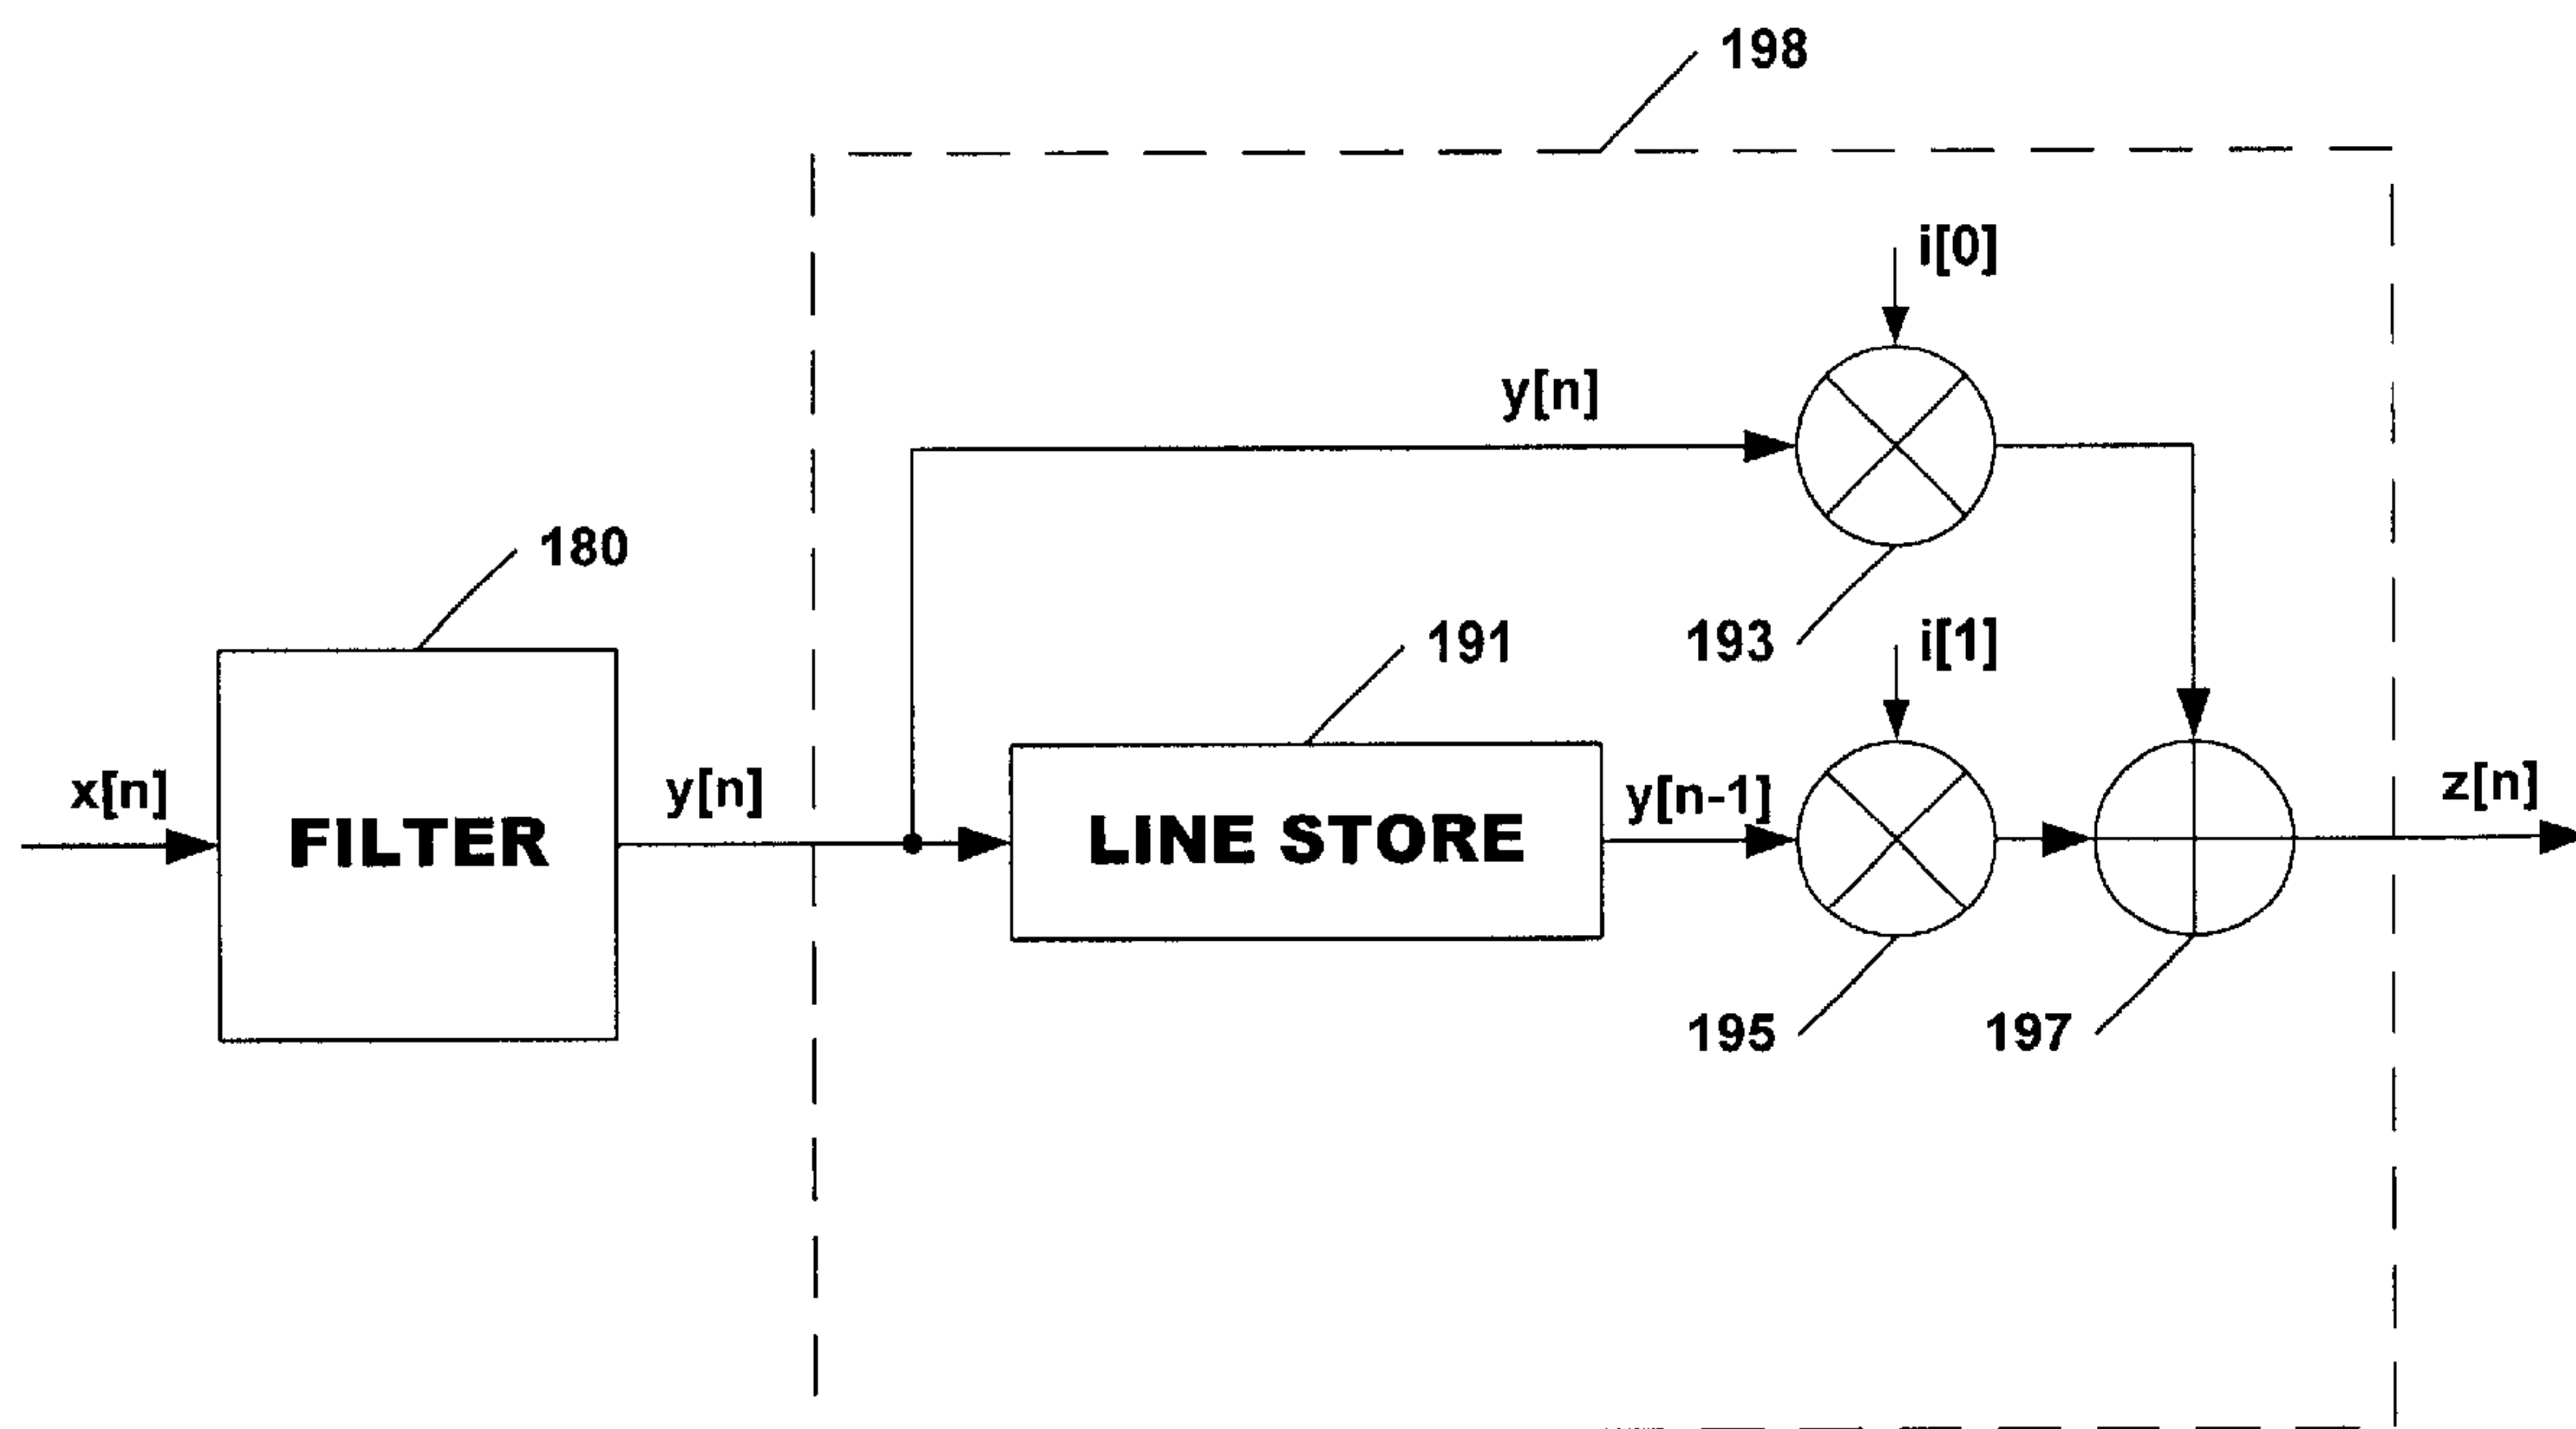 198
i[0]
y[n]
180
193
i[1]
191
x[n]
FILTER
y[n]
LINE STORE
y[n-1]
z[n]
195
197